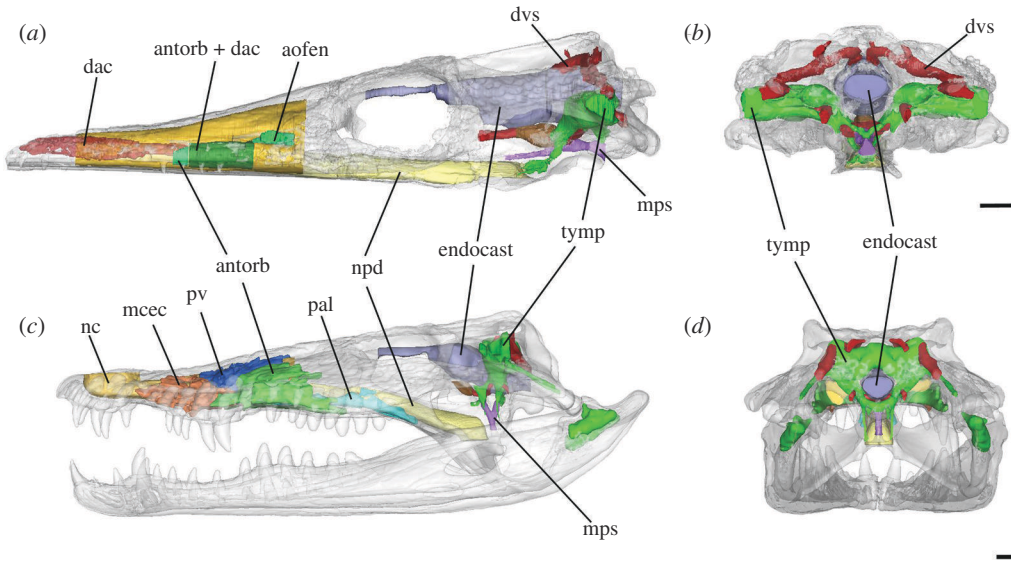 (a)
dac
antorb + dac
aofen
dvs
mps
(b)
dvs
antorb
npd
endocast
tymp
tymp
endocast
(c)
nc
mcec
pv
pal
mps
(d)